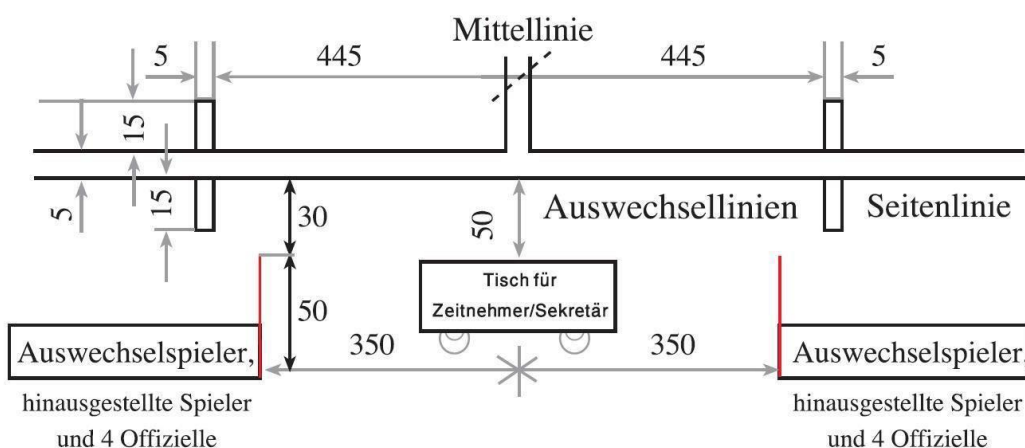 Mittellinie
5 445 445 5
15
5 15 30 50 Auswechsellinien Seitenlinie
Tisch für
Zeitnehmer/Sekretär
50
350 350
Auswechselspieler, Auswechselspieler,
hinausgestellte Spieler hinausgestellte Spieler
und 4 Offizielle und 4 Offizielle